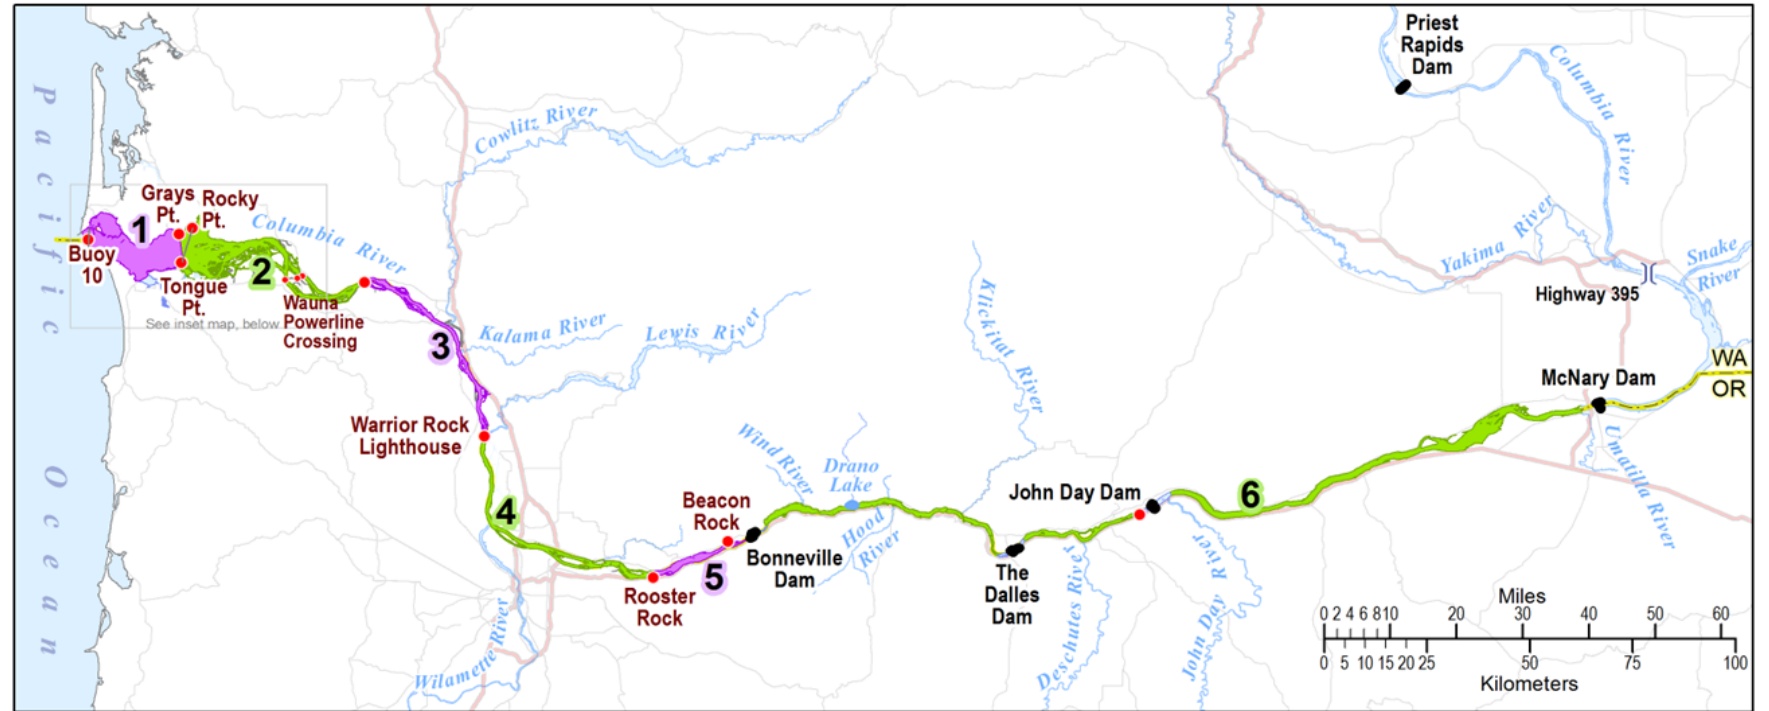 Priest
Rapids
Dam
Columbia River
Cowlitz River
Pacific Ocean
Grays
Pt.
Rocky
Pt.
1
Columbia River
Buoy
10
2
Tongue
Pt.
See inset map, below.
Wauna
Powerline
Crossing
3
Kalama River
Lewis River
Klickitat River
Yakima River
Snake
River
Highway 395
WA
OR
McNary Dam
Umatilla River
Warrior Rock
Lighthouse
4
Wind River
Drano
Lake
Hood
River
Beacon
Rock
Bonneville
Dam
5
Rooster
Rock
Wilamette River
John Day Dam
6
The
Dalles
Dam
Deschutes River
John Day River
Miles
0 2 4 6 8 10 20 30 40 50 60
0 5 10 15 20 25 50 75 100
Kilometers